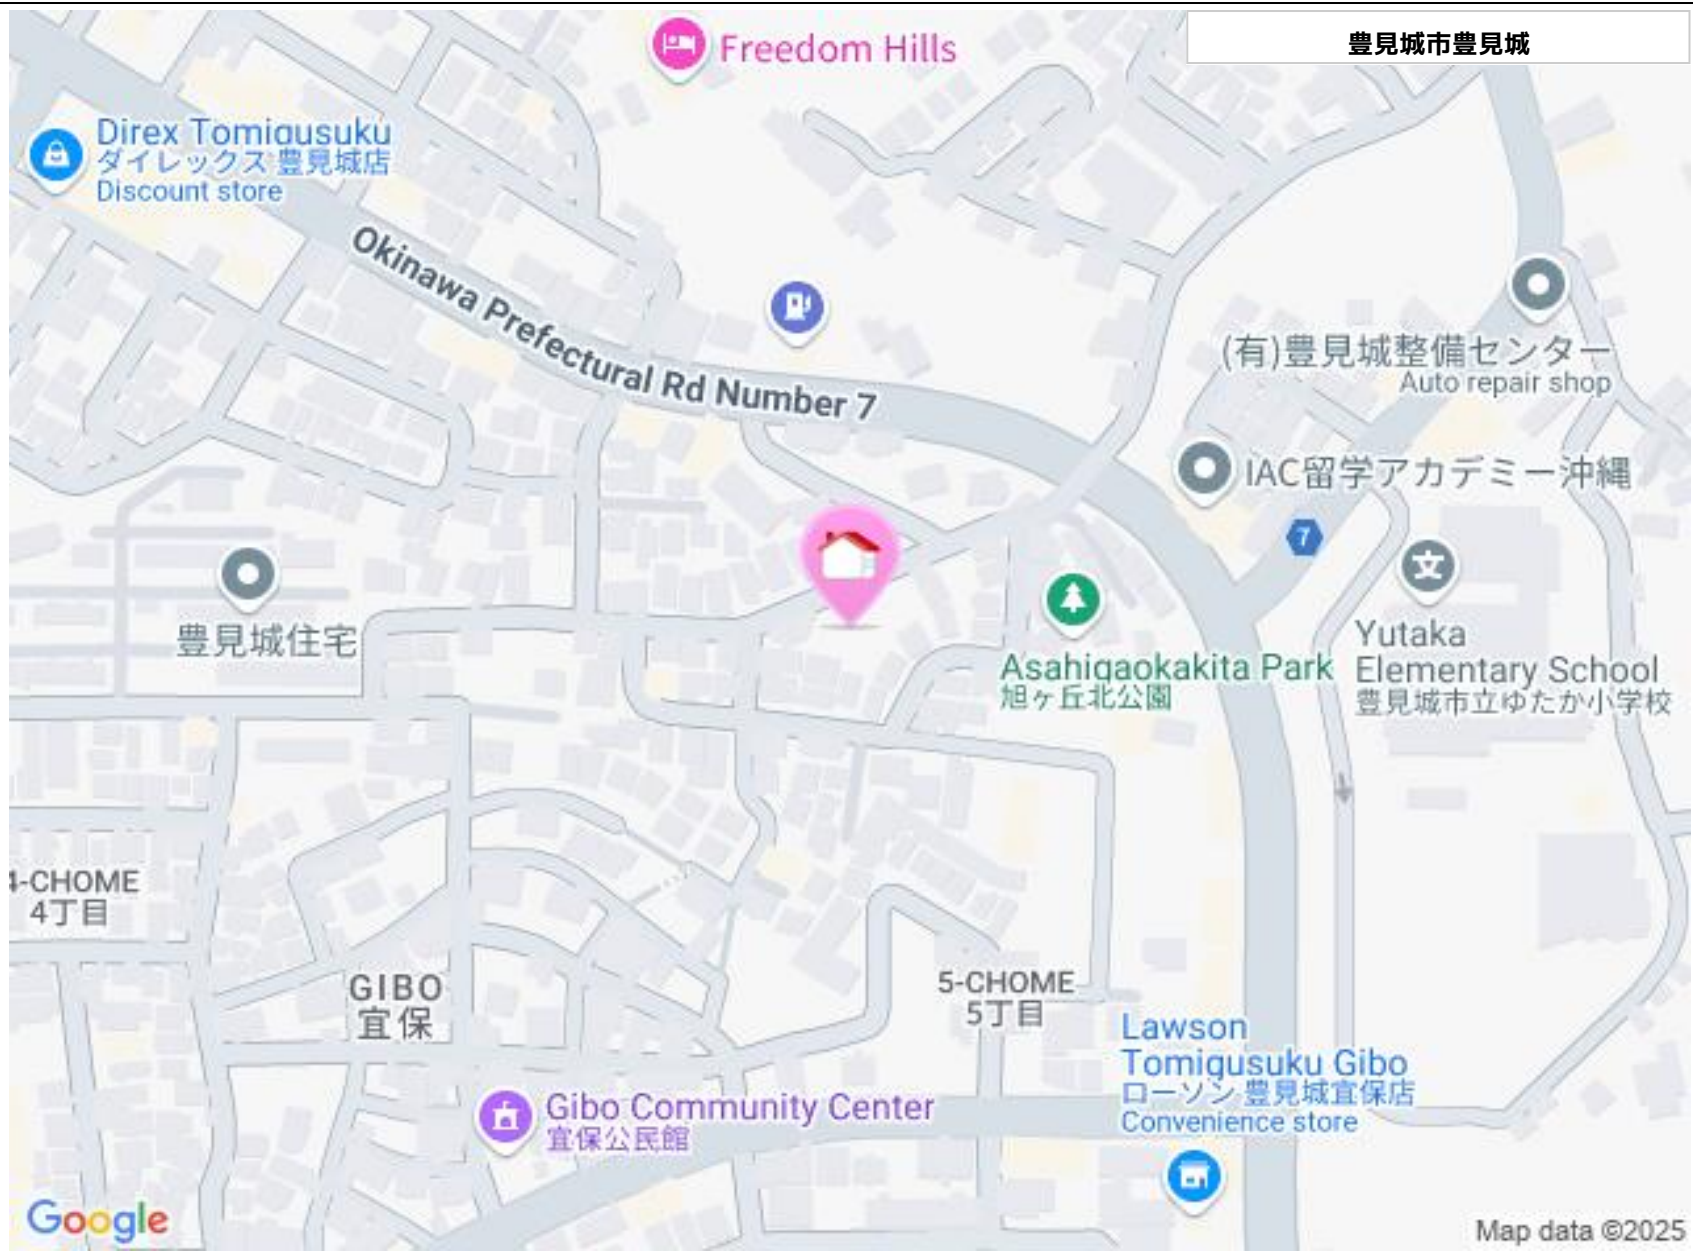 豊見城市豊見城
Freedom Hills
Direx Tomigusuku
ダイレックス 豊見城店
Discount store
Okinawa Prefectural Rd Number 7
(有)豊見城整備センター
Auto repair shop
IAC留学アカデミー沖縄
7
文
豊見城住宅
Asahigaokakita Park
旭ヶ丘北公園
Yutaka
Elementary School
豊見城市立ゆたか小学校
4-CHOME
4丁目
GIBO
宜保
5-CHOME
5丁目
Lawson
Tomigusuku Gibo
ローソン 豊見城宜保店
Convenience store
Gibo Community Center
宜保公民館
Google
Map data ©2025